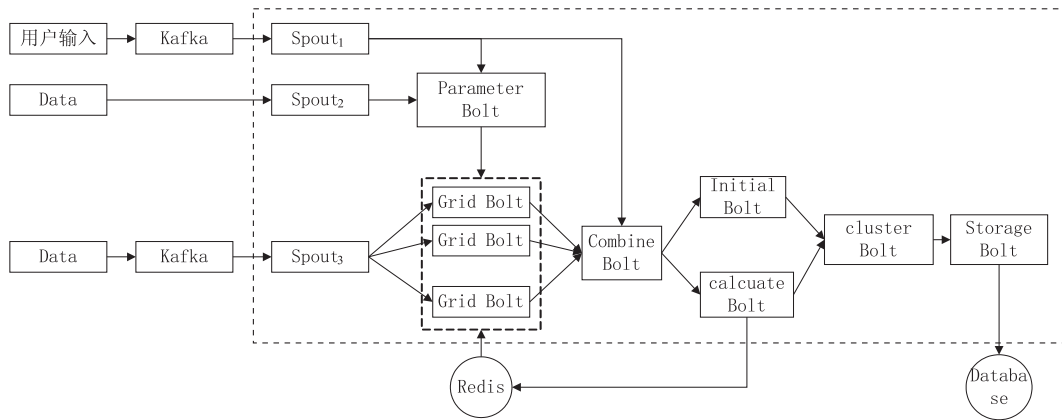 用户输入
Kafka
Spout₁
Data
Spout₂
Parameter
Bolt
Grid Bolt
Grid Bolt
Grid Bolt
Data
Kafka
Spout₃
Combine
Bolt
Initial
Bolt
calcuate
Bolt
cluster
Bolt
Storage
Bolt
Redis
Databa
se